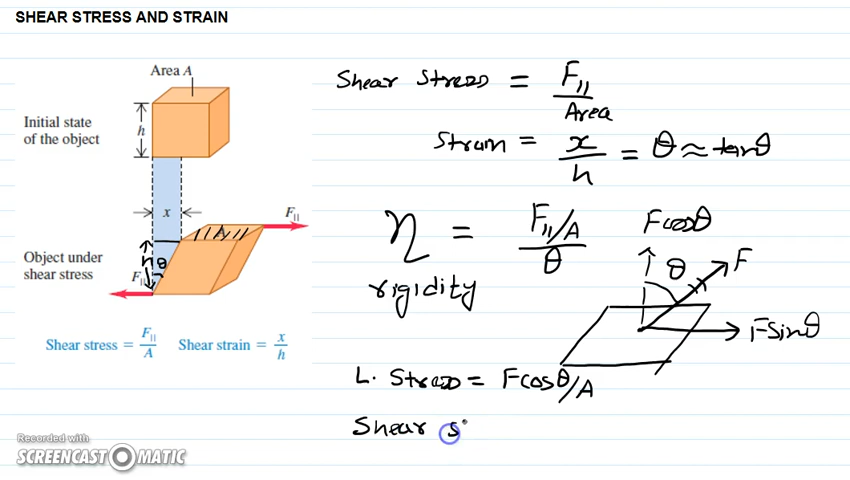 SHEAR STRESS AND STRAIN
Area A
Initial state
of the object
h
x
F||
Object under
shear stress
h θ
F||
|| A ||
Shear stress = F|| / A
Shear strain = x / h
Shear stress = F|| / Area
Strain = x / h = θ ≈ tanθ
η = F|| / A / θ
rigidity
Fcosθ
θ
F
Fsinθ
L. Stress = Fcosθ/A
Shear s
Recorded with
SCREENCAST O MATIC